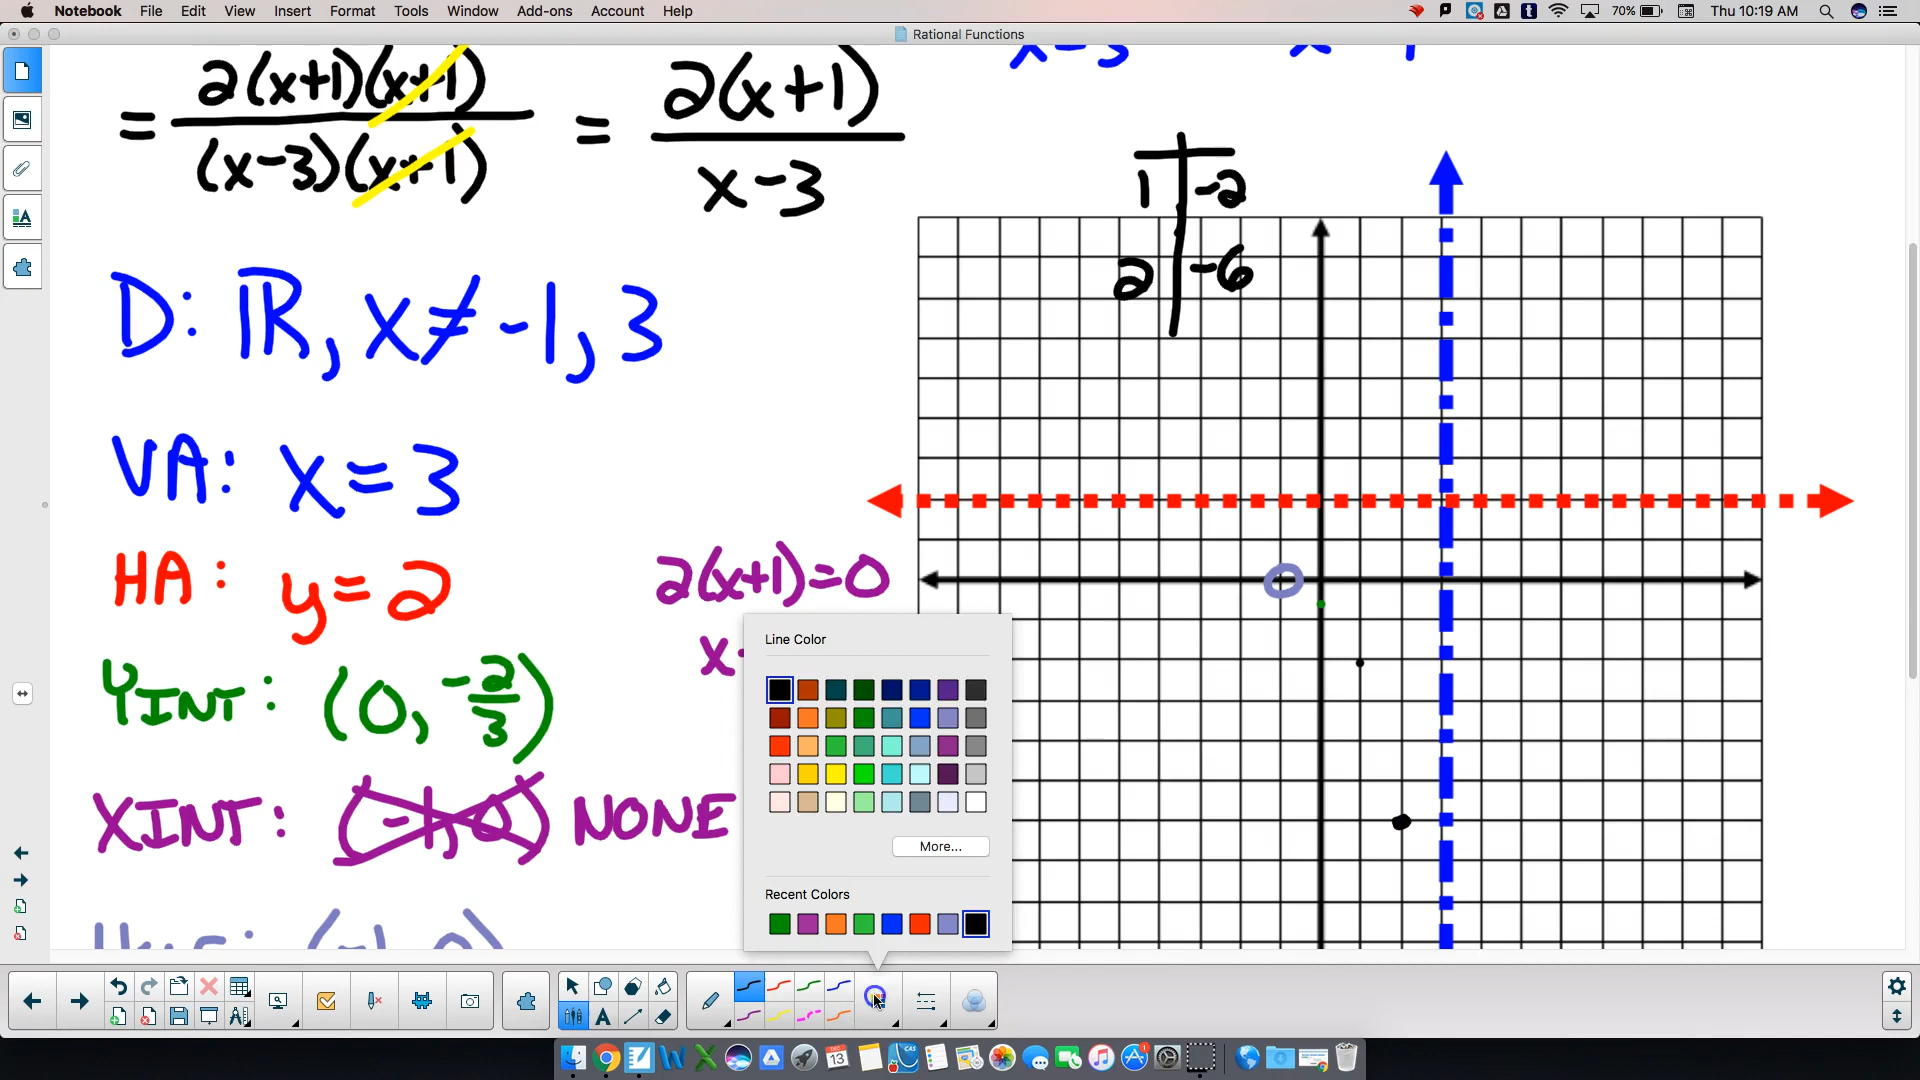 Notebook File Edit View Insert Format Tools Window Add-ons Account Help 70% Thu 10:19 AM
Rational Functions
= 2(x+1)(x+1) / (x-3)(x+1) = 2(x+1) / x-3
1 | -2
2 | -6
D: ℝ, x ≠ -1, 3
VA: x = 3
HA: y = 2
2(x+1)=0
YINT: (0, -2/3)
XINT: (-1, 0) NONE
Line Color
More...
Recent Colors